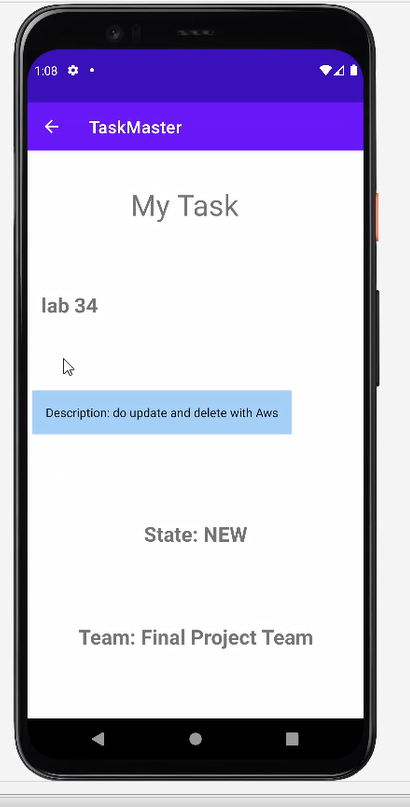 1:08
TaskMaster
My Task
lab 34
Description: do update and delete with Aws
State: NEW
Team: Final Project Team